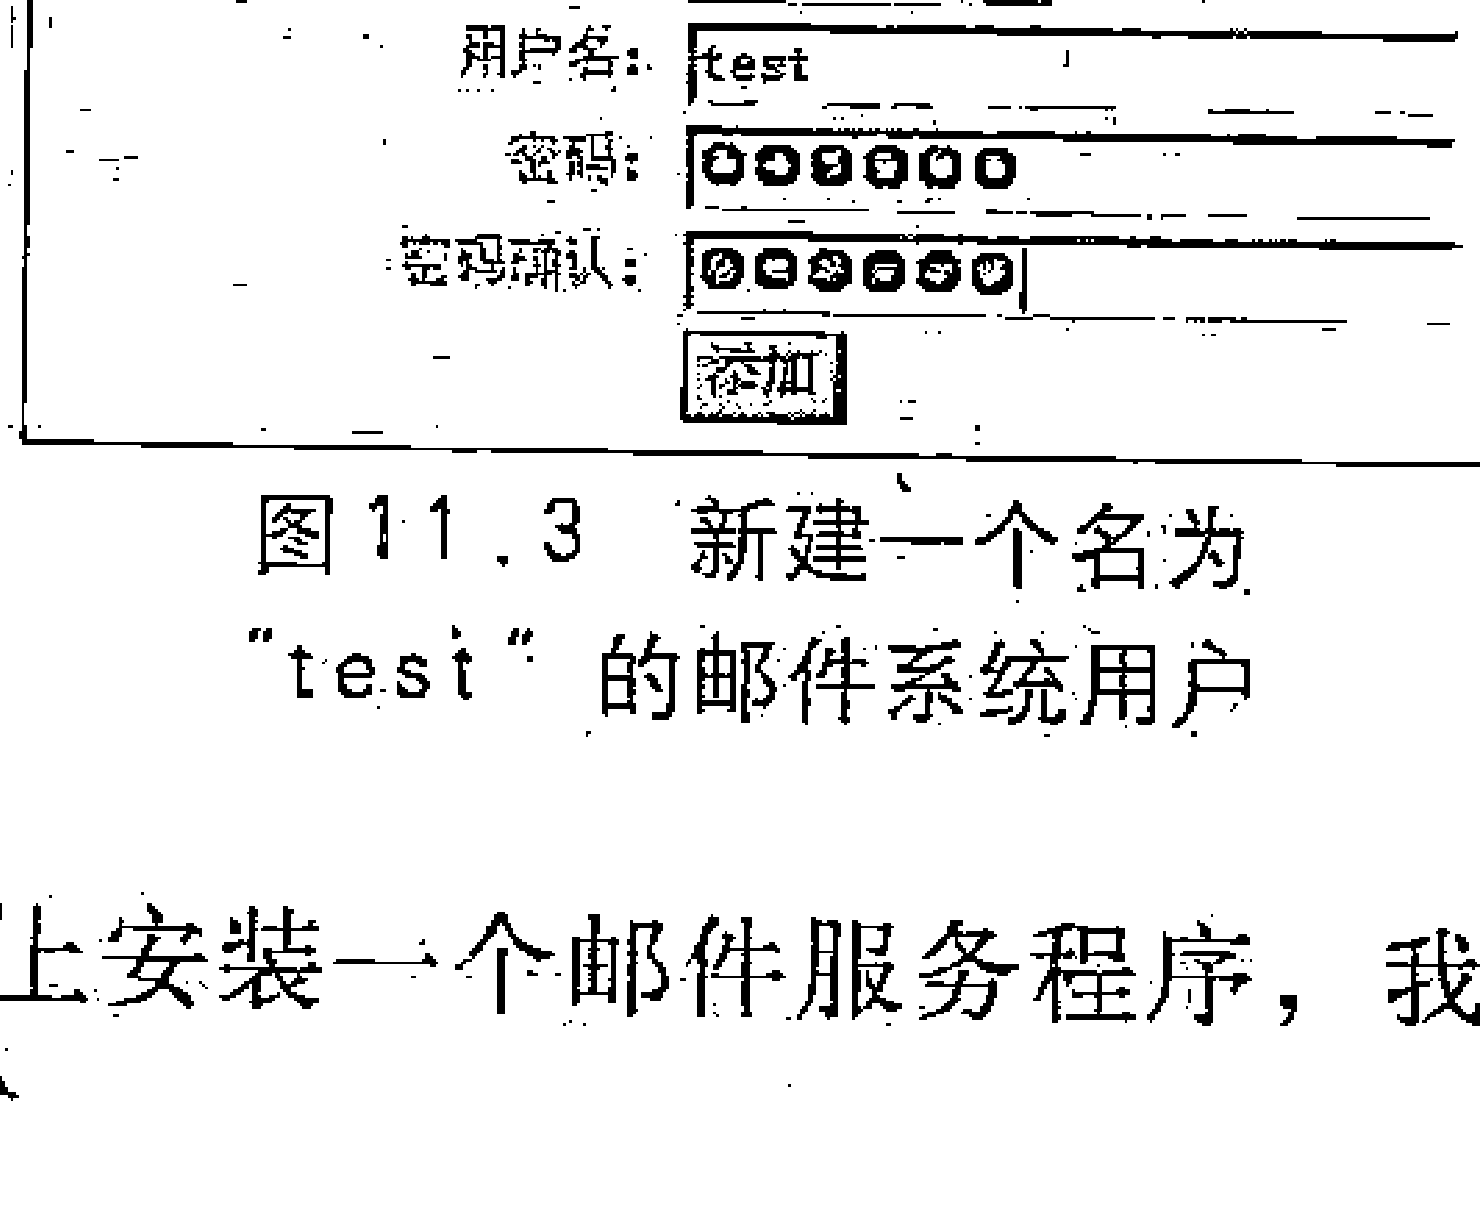 用户名: test
密码: ●●●●●●
密码确认: ●●●●●●
添加
图11.3 新建一个名为
“test”的邮件系统用户
上安装一个邮件服务程序，我